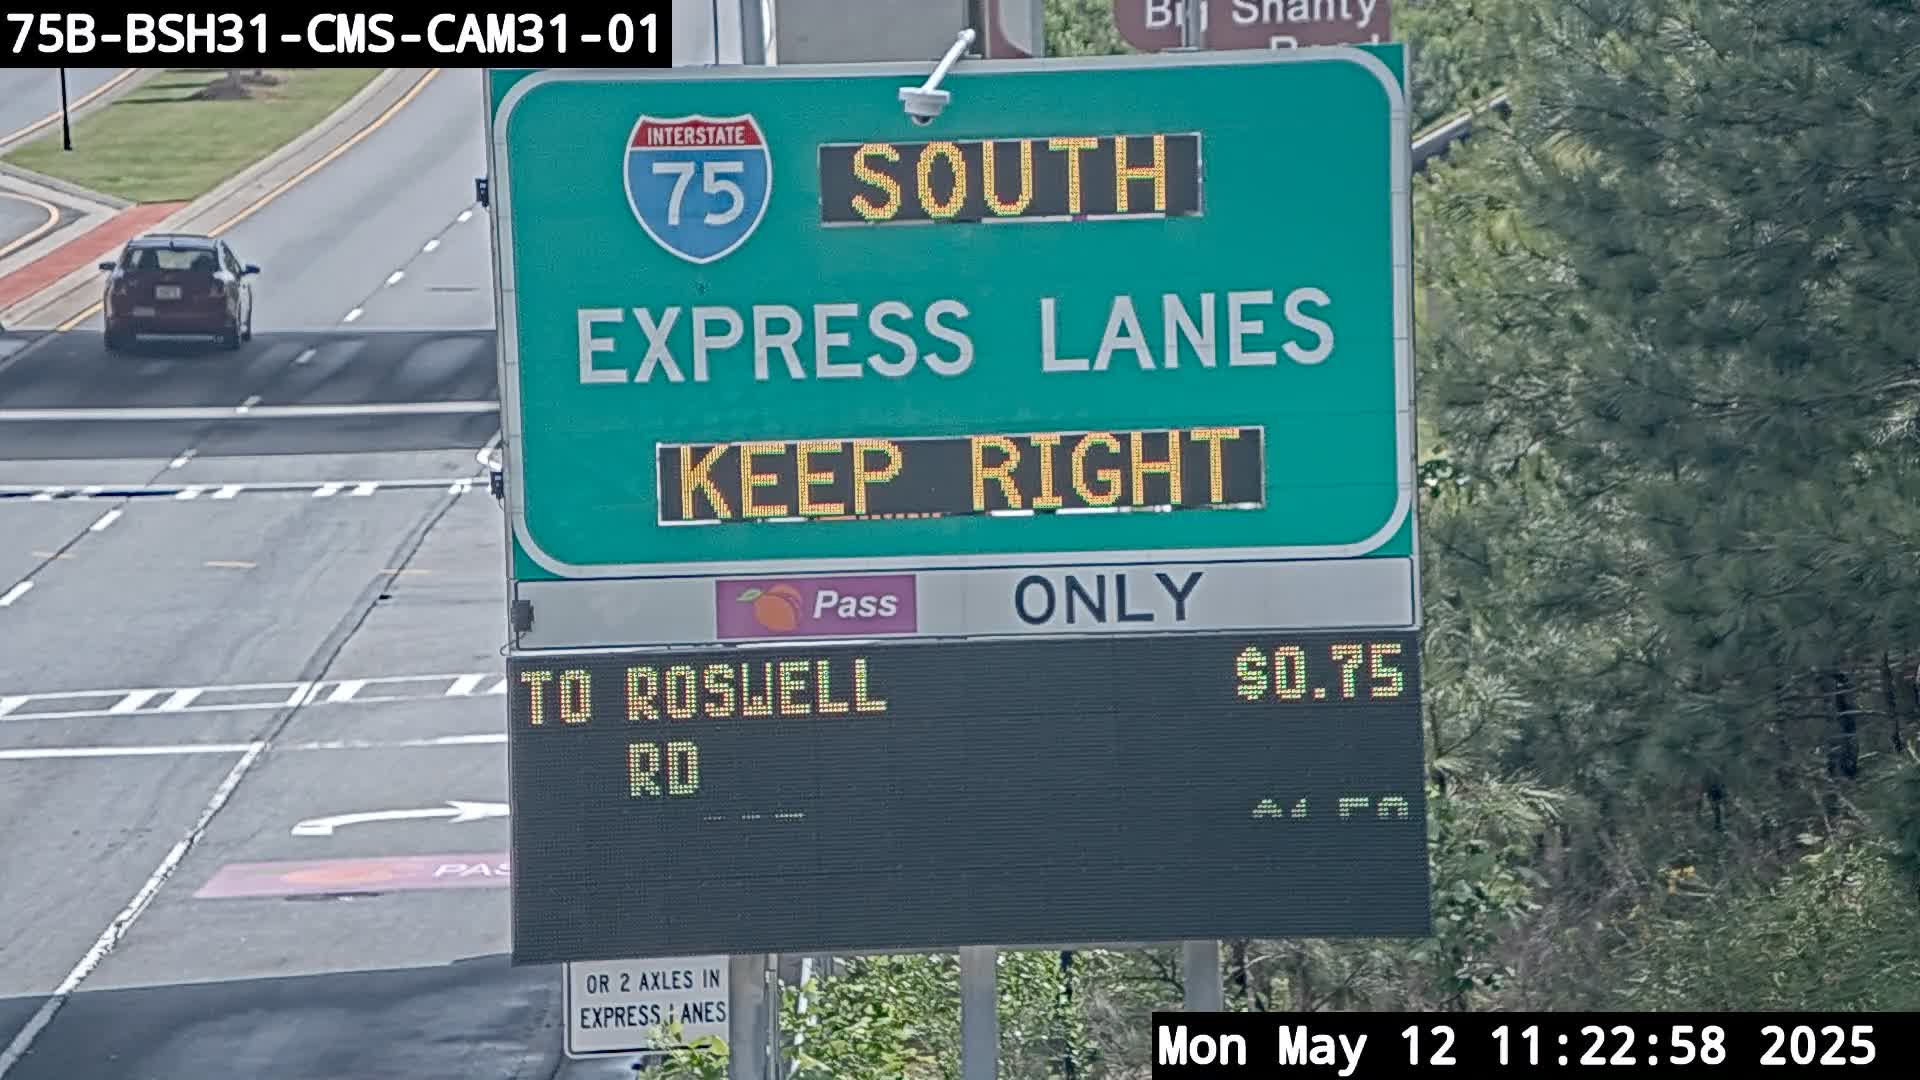 75B-BSH31-CMS-CAM31-01
Big Shanty
INTERSTATE
75
SOUTH
EXPRESS LANES
KEEP RIGHT
Pass ONLY
TO ROSWELL $0.75
RD
OR 2 AXLES IN
EXPRESS LANES
Mon May 12 11:22:58 2025